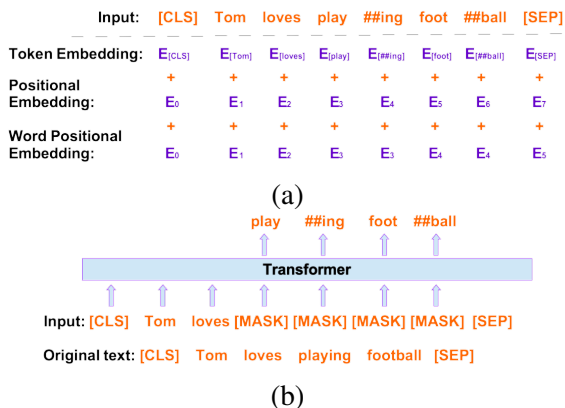 Input: [CLS] Tom loves play ##ing foot ##ball [SEP]
Token Embedding: E[CLS] E[Tom] E[loves] E[play] E[##ing] E[foot] E[##ball] E[SEP]
+ + + + + + + +
Positional
Embedding: E0 E1 E2 E3 E4 E5 E6 E7
+ + + + + + + +
Word Positional
Embedding: E0 E1 E2 E3 E3 E4 E4 E5
(a)
play ##ing foot ##ball
Transformer
Input: [CLS] Tom loves [MASK] [MASK] [MASK] [MASK] [SEP]
Original text: [CLS] Tom loves playing football [SEP]
(b)